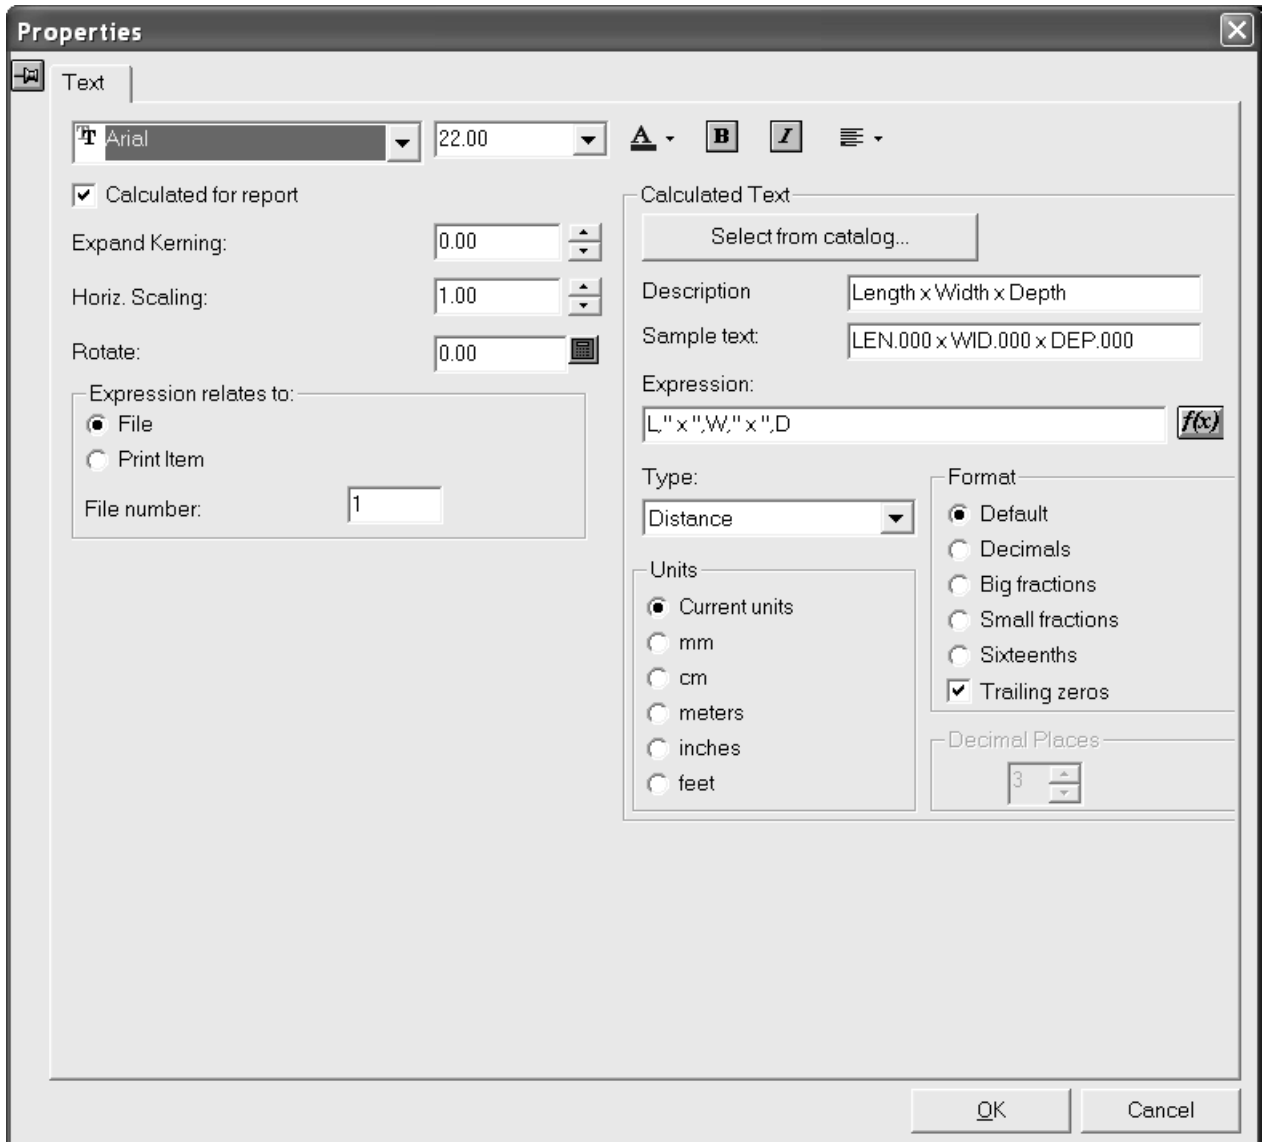 Properties
Text
Arial
22.00
A
B
I
Calculated for report
Expand Kerning:
0.00
Horiz. Scaling:
1.00
Rotate:
0.00
Expression relates to:
File
Print Item
File number:
1
Calculated Text
Select from catalog...
Description
Length x Width x Depth
Sample text:
LEN.000 x WID.000 x DEP.000
Expression:
L," x ",W," x ",D
f(x)
Type:
Distance
Units
Current units
mm
cm
meters
inches
feet
Format
Default
Decimals
Big fractions
Small fractions
Sixteenths
Trailing zeros
Decimal Places
3
OK
Cancel